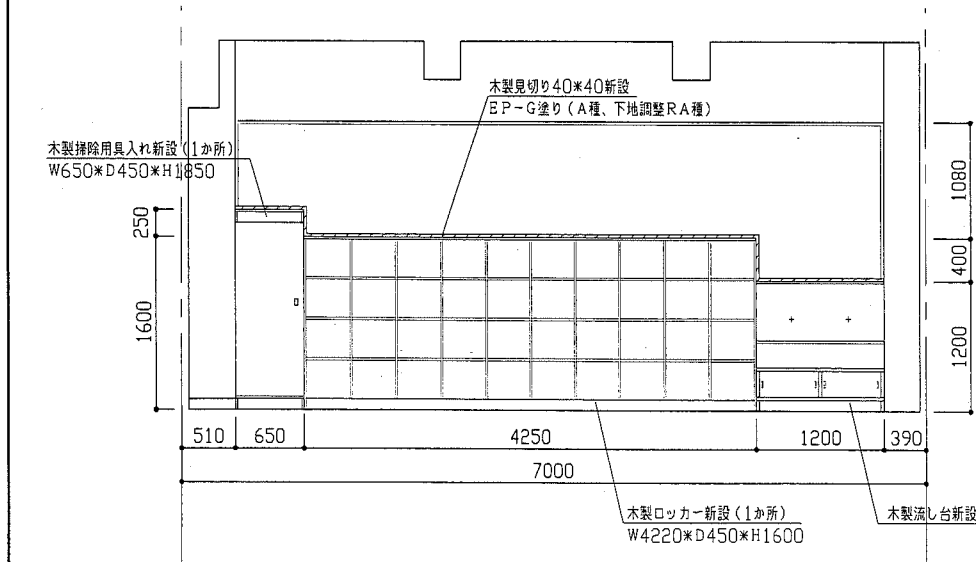 木製見切り40*40新設
EP-G塗り(A種、下地調整RA種)
木製掃除用具入れ新設(1か所)
W650*D450*H1850
250
1600
1080
400
1200
510
650
4250
1200
390
7000
木製ロッカー新設(1か所)
W4220*D450*H1600
木製流し台新設